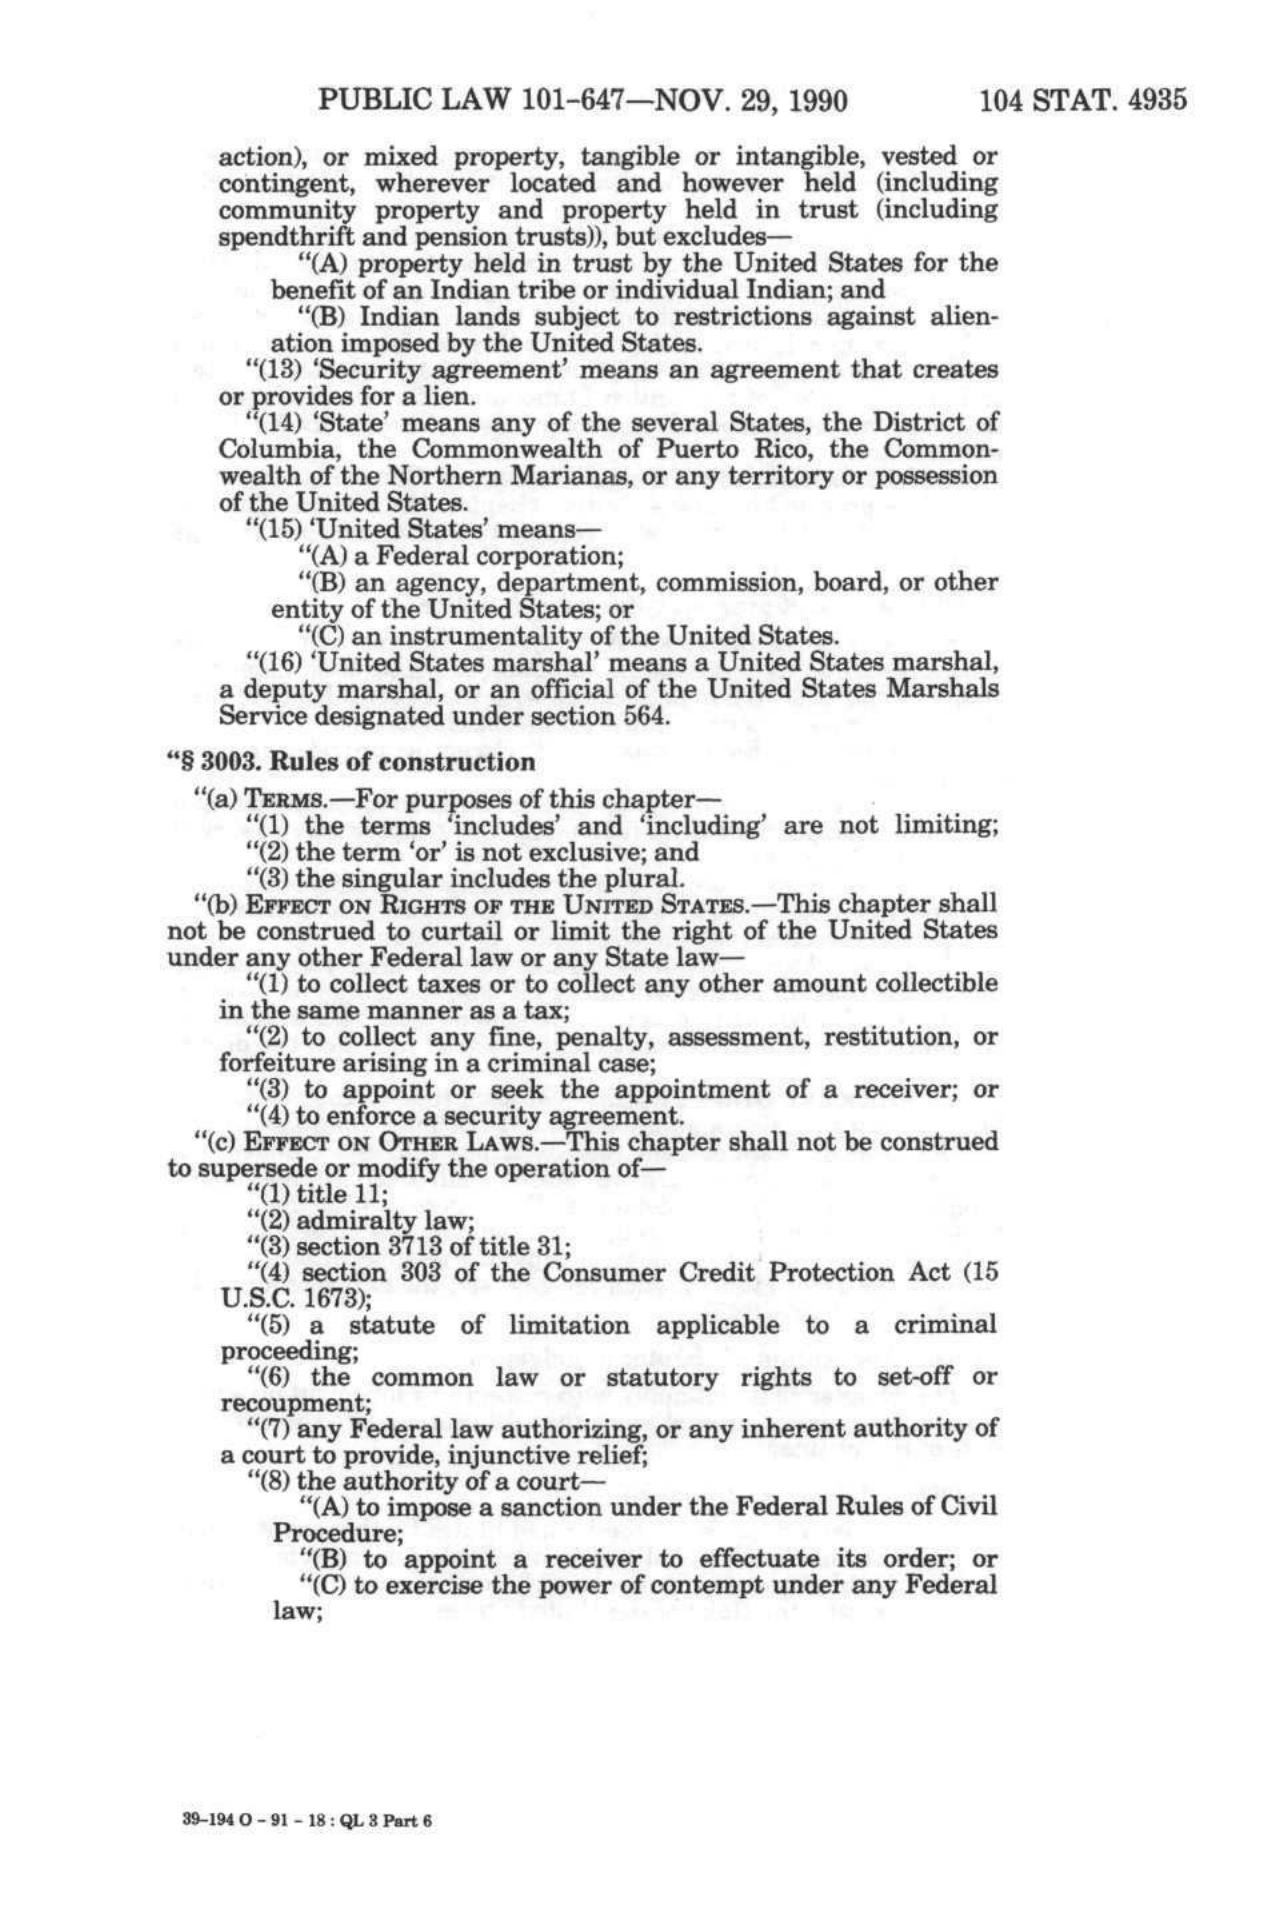 PUBLIC LAW 101-647—NOV. 29, 1990 104 STAT. 4935
action), or mixed property, tangible or intangible, vested or
contingent, wherever located and however held (including
community property and property held in trust (including
spendthrift and pension trusts)), but excludes—
"(A) property held in trust by the United States for the
benefit of an Indian tribe or individual Indian; and
"(B) Indian lands subject to restrictions against alien-
ation imposed by the United States.
"(13) 'Security agreement' means an agreement that creates
or provides for a lien.
"(14) 'State' means any of the several States, the District of
Columbia, the Commonwealth of Puerto Rico, the Common-
wealth of the Northern Marianas, or any territory or possession
of the United States.
"(15) 'United States' means—
"(A) a Federal corporation;
"(B) an agency, department, commission, board, or other
entity of the United States; or
"(C) an instrumentality of the United States.
"(16) 'United States marshal' means a United States marshal,
a deputy marshal, or an official of the United States Marshals
Service designated under section 564.
"§ 3003. Rules of construction
"(a) TERMS.—For purposes of this chapter—
"(1) the terms 'includes' and 'including' are not limiting;
"(2) the term 'or' is not exclusive; and
"(3) the singular includes the plural.
"(b) EFFECT ON RIGHTS OF THE UNITED STATES.—This chapter shall
not be construed to curtail or limit the right of the United States
under any other Federal law or any State law—
"(1) to collect taxes or to collect any other amount collectible
in the same manner as a tax;
"(2) to collect any fine, penalty, assessment, restitution, or
forfeiture arising in a criminal case;
"(3) to appoint or seek the appointment of a receiver; or
"(4) to enforce a security agreement.
"(c) EFFECT ON OTHER LAWS.—This chapter shall not be construed
to supersede or modify the operation of—
"(1) title 11;
"(2) admiralty law;
"(3) section 3713 of title 31;
"(4) section 303 of the Consumer Credit Protection Act (15
U.S.C. 1673);
"(5) a statute of limitation applicable to a criminal
proceeding;
"(6) the common law or statutory rights to set-off or
recoupment;
"(7) any Federal law authorizing, or any inherent authority of
a court to provide, injunctive relief;
"(8) the authority of a court—
"(A) to impose a sanction under the Federal Rules of Civil
Procedure;
"(B) to appoint a receiver to effectuate its order; or
"(C) to exercise the power of contempt under any Federal
law;
39-194 O - 91 - 18 : QL 3 Part 6